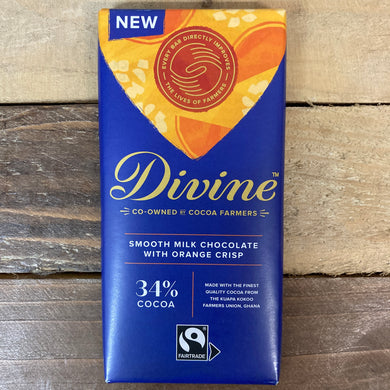 NEW
EVERY BAR DIRECTLY IMPROVES
THE LIVES OF FARMERS
Divine™
CO-OWNED BY COCOA FARMERS
SMOOTH MILK CHOCOLATE
WITH ORANGE CRISP
34%
COCOA
MADE WITH THE FINEST
QUALITY COCOA FROM
THE KUAPA KOKOO
FARMERS UNION, GHANA
FAIRTRADE